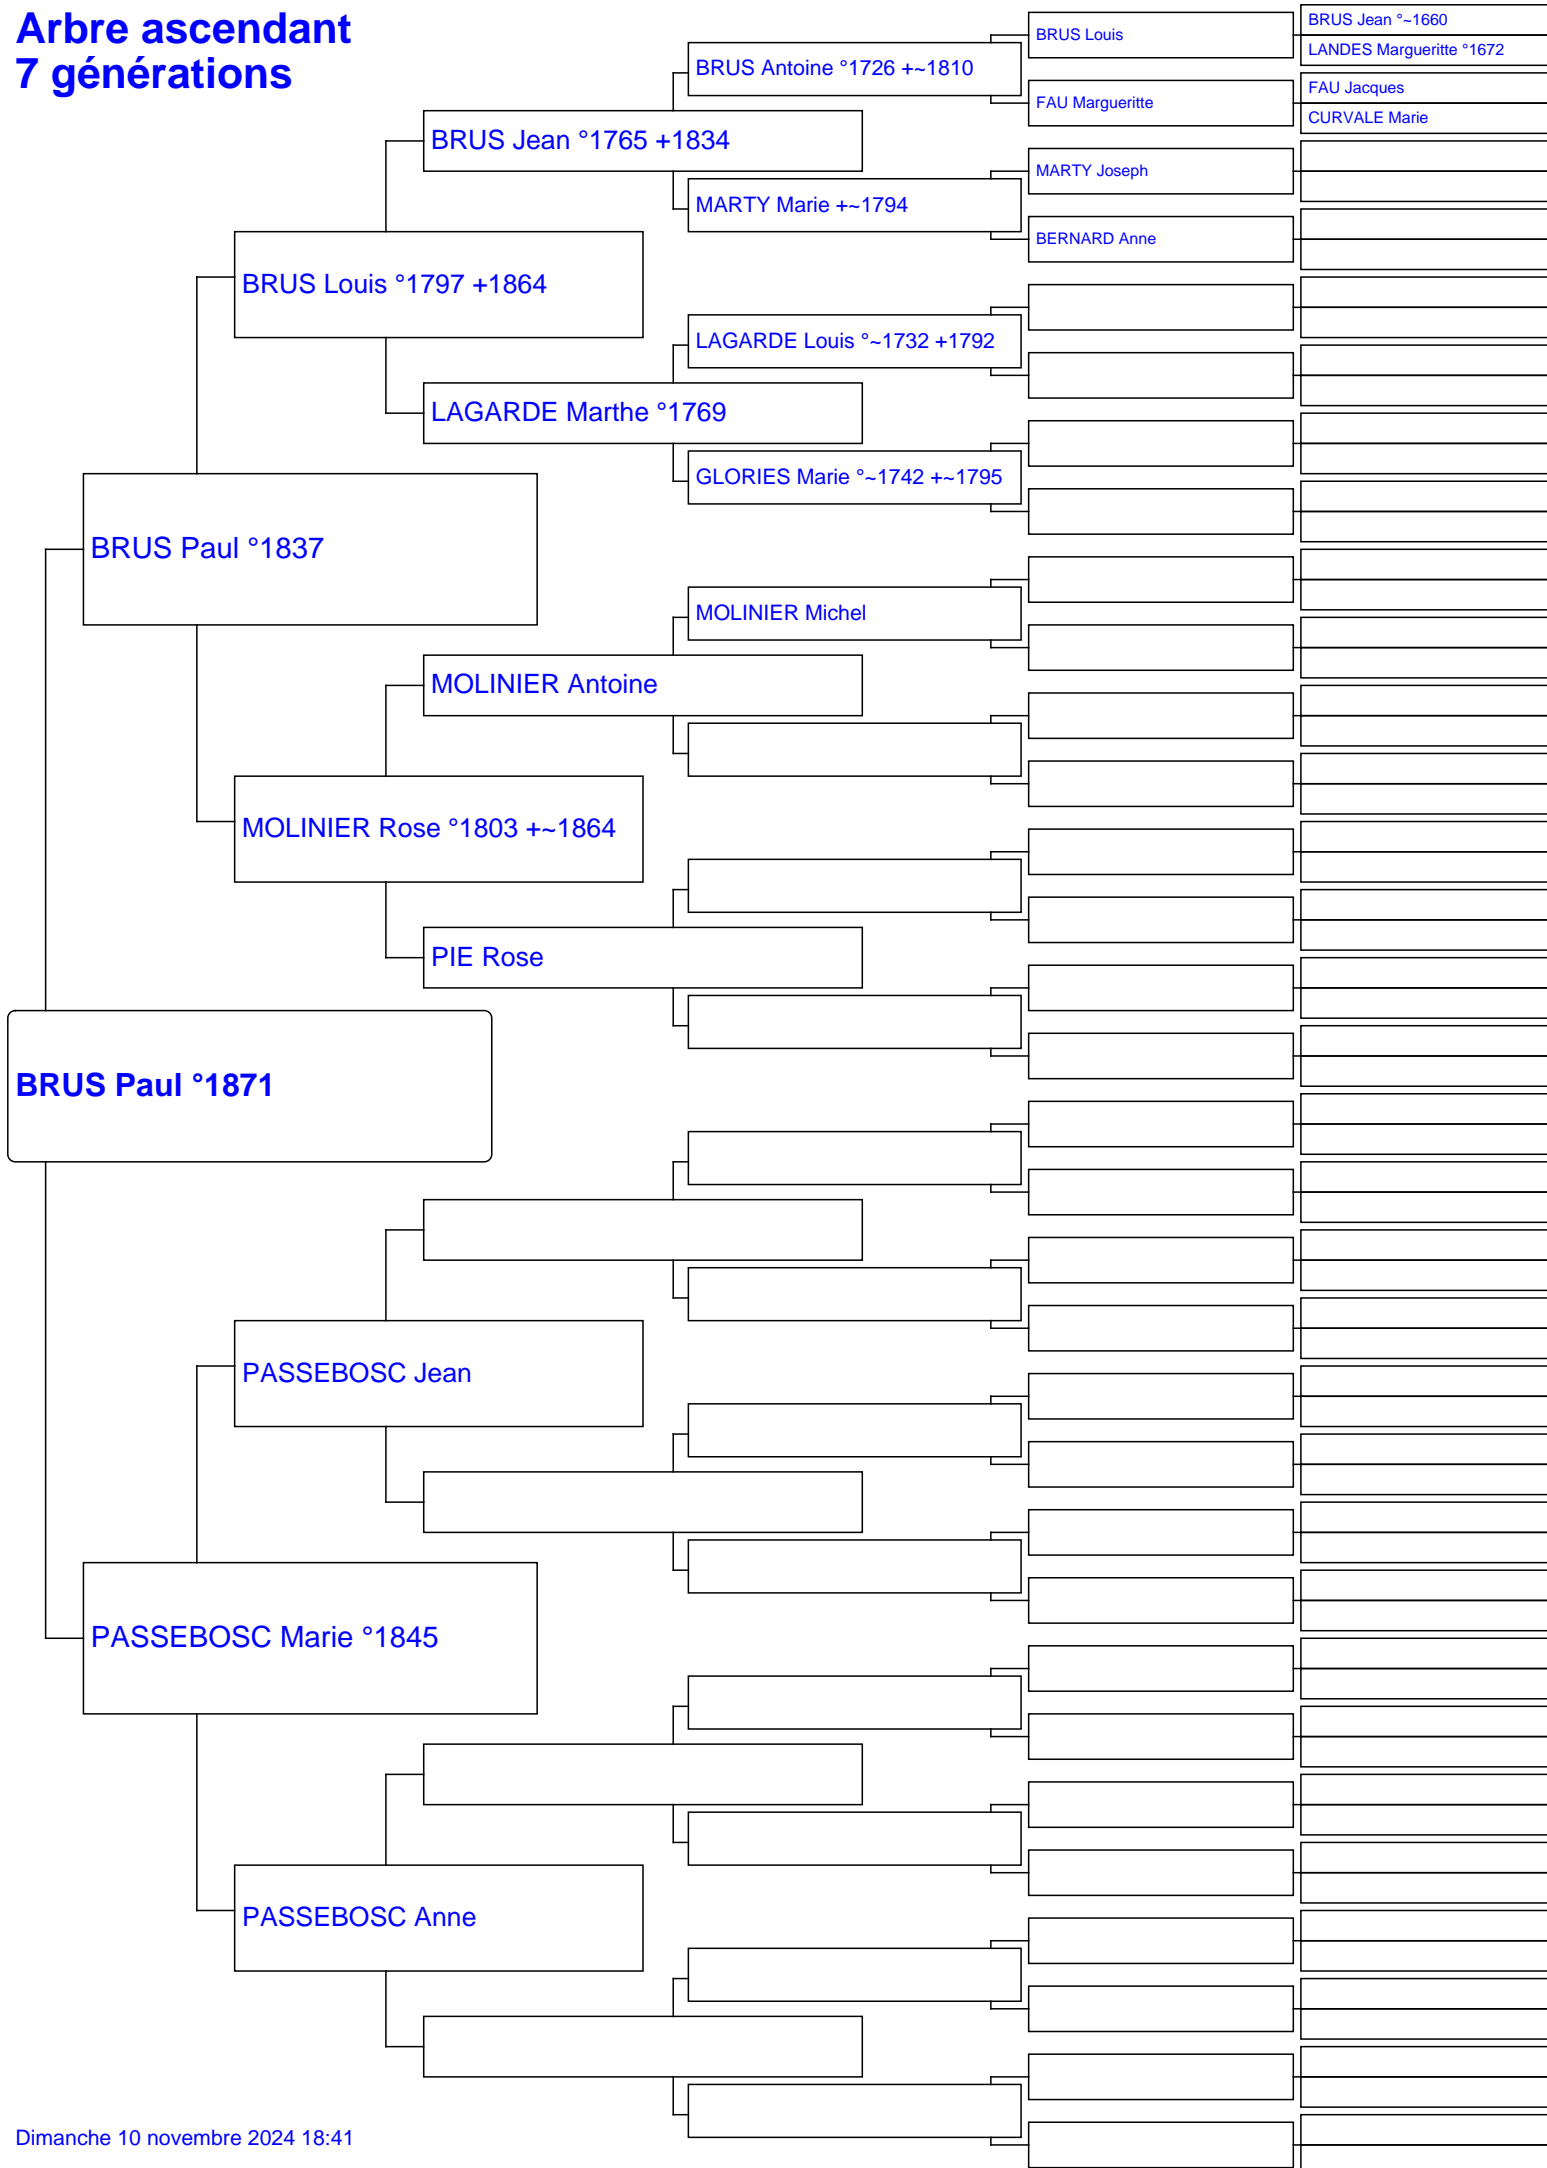 Arbre ascendant
7 générations
BRUS Jean °~1660
LANDES Margueritte °1672
BRUS Louis
BRUS Antoine °1726 +~1810
FAU Jacques
FAU Margueritte
CURVALE Marie
BRUS Jean °1765 +1834
MARTY Joseph
MARTY Marie +~1794
BERNARD Anne
BRUS Louis °1797 +1864
LAGARDE Louis °~1732 +1792
LAGARDE Marthe °1769
GLORIES Marie °~1742 +~1795
BRUS Paul °1837
MOLINIER Michel
MOLINIER Antoine
MOLINIER Rose °1803 +~1864
PIE Rose
BRUS Paul °1871
PASSEBOSC Jean
PASSEBOSC Marie °1845
PASSEBOSC Anne
Dimanche 10 novembre 2024 18:41